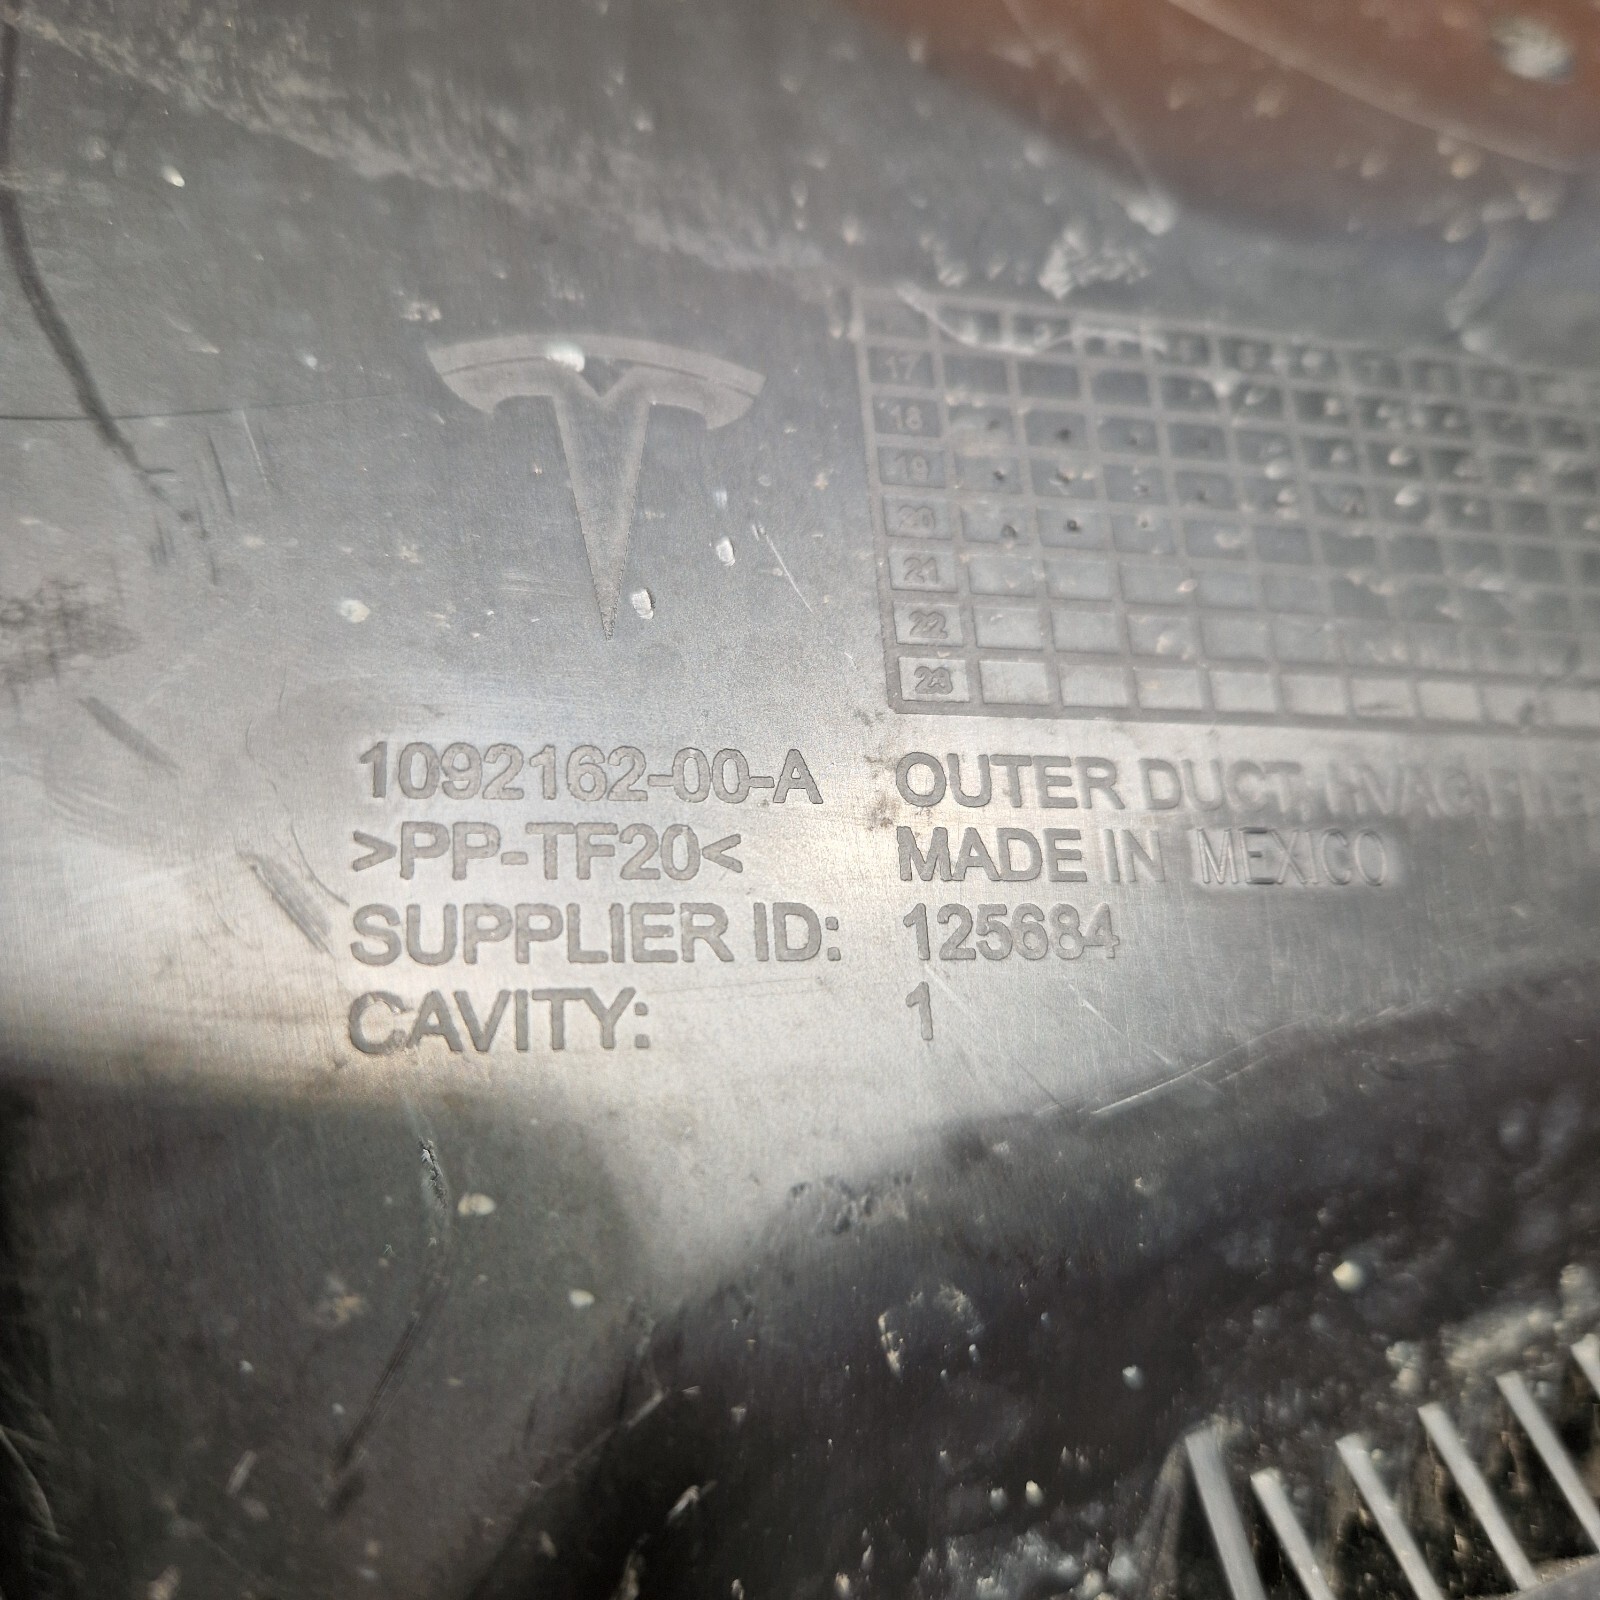 17
18
19
20
21
22
23
1092162-00-A OUTER DUCT, HVAC
>PP-TF20< MADE IN MEXICO
SUPPLIER ID: 125684
CAVITY: 1